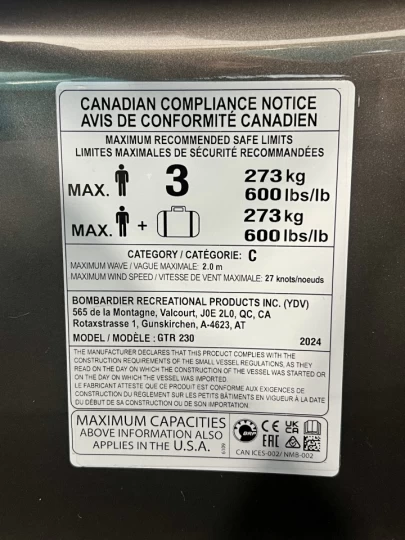 CANADIAN COMPLIANCE NOTICE
AVIS DE CONFORMITÉ CANADIEN
MAXIMUM RECOMMENDED SAFE LIMITS
LIMITES MAXIMALES DE SÉCURITÉ RECOMMANDÉES
MAX. 3 273 kg
600 lbs/lb
MAX. + 273 kg
600 lbs/lb
CATEGORY / CATÉGORIE: C
MAXIMUM WAVE / VAGUE MAXIMALE: 2.0 m
MAXIMUM WIND SPEED / VITESSE DE VENT MAXIMALE: 27 knots/noeuds
BOMBARDIER RECREATIONAL PRODUCTS INC. (YDV)
565 de la Montagne, Valcourt, J0E 2L0, QC, CA
Rotaxstrasse 1, Gunskirchen, A-4623, AT
MODEL / MODÈLE : GTR 230 2024
THE MANUFACTURER DECLARES THAT THIS PRODUCT COMPLIES WITH THE
CONSTRUCTION REQUIREMENTS OF THE SMALL VESSEL REGULATIONS, AS THEY
READ ON THE DAY ON WHICH THE CONSTRUCTION OF THE VESSEL WAS STARTED OR
ON THE DAY ON WHICH THE VESSEL WAS IMPORTED.
LE FABRICANT ATTESTE QUE CE PRODUIT EST CONFORME AUX EXIGENCES DE
CONSTRUCTION DU RÈGLEMENT SUR LES PETITS BÂTIMENTS EN VIGUEUR À LA DATE
DU DÉBUT DE SA CONSTRUCTION OU DE SON IMPORTATION.
MAXIMUM CAPACITIES
ABOVE INFORMATION ALSO
APPLIES IN THE U.S.A.
brp CE UK CA
EAC
CAN ICES-002/ NMB-002